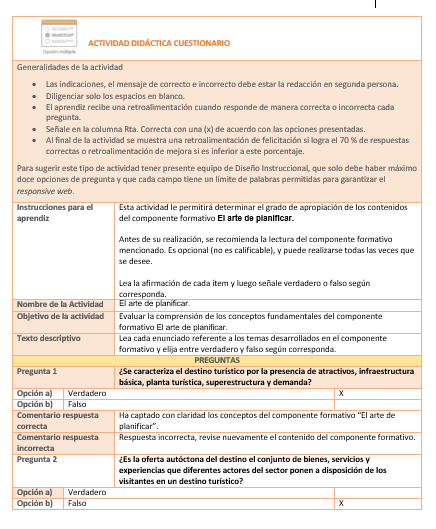 Opción múltiple
ACTIVIDAD DIDÁCTICA CUESTIONARIO
Generalidades de la actividad
• Las indicaciones, el mensaje de correcto e incorrecto debe estar la redacción en segunda persona.
• Diligenciar solo los espacios en blanco.
• El aprendiz recibe una retroalimentación cuando responde de manera correcta o incorrecta cada
pregunta.
• Señale en la columna Rta. Correcta con una (x) de acuerdo con las opciones presentadas.
• Al final de la actividad se muestra una retroalimentación de felicitación si logra el 70 % de respuestas
correctas o retroalimentación de mejora si es inferior a este porcentaje.
Para sugerir este tipo de actividad tener presente equipo de Diseño Instruccional, que solo debe haber máximo
doce opciones de pregunta y que cada campo tiene un límite de palabras permitidas para garantizar el
responsive web.
Instrucciones para el
aprendiz
Esta actividad le permitirá determinar el grado de apropiación de los contenidos
del componente formativo El arte de planificar.
Antes de su realización, se recomienda la lectura del componente formativo
mencionado. Es opcional (no es calificable), y puede realizarse todas las veces que
se desee.
Lea la afirmación de cada ítem y luego señale verdadero o falso según
corresponda.
Nombre de la Actividad
El arte de planificar.
Objetivo de la actividad
Evaluar la comprensión de los conceptos fundamentales del componente
formativo El arte de planificar.
Texto descriptivo
Lea cada enunciado referente a los temas desarrollados en el componente
formativo y elija entre verdadero y falso según corresponda.
PREGUNTAS
Pregunta 1
¿Se caracteriza el destino turístico por la presencia de atractivos, infraestructura
básica, planta turística, superestructura y demanda?
Opción a) Verdadero X
Opción b) Falso
Comentario respuesta
correcta
Ha captado con claridad los conceptos del componente formativo “El arte de
planificar”.
Comentario respuesta
incorrecta
Respuesta incorrecta, revise nuevamente el contenido del componente formativo.
Pregunta 2
¿Es la oferta autóctona de destino el conjunto de bienes, servicios y
experiencias que diferentes actores del sector ponen a disposición de los
visitantes en un destino turístico?
Opción a) Verdadero
Opción b) Falso X